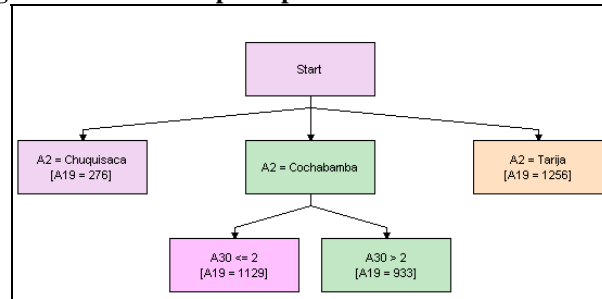 Start
A2 = Chuquisaca
[A19 = 276]
A2 = Cochabamba
A2 = Tarija
[A19 = 1256]
A30 <= 2
[A19 = 1129]
A30 > 2
[A19 = 933]